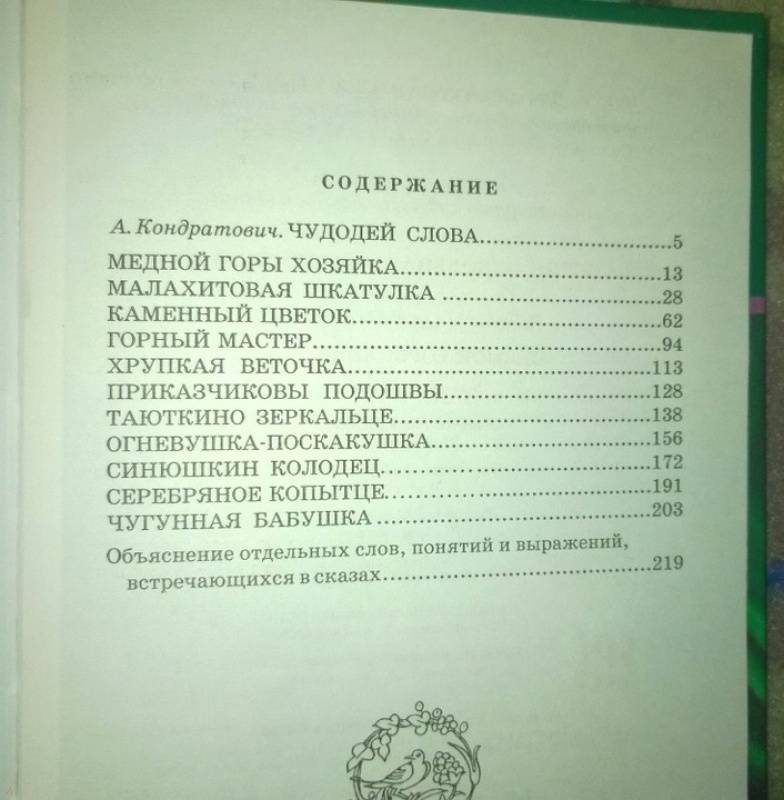 СОДЕРЖАНИЕ
А. Кондратович. ЧУДОДЕЙ СЛОВА....................5
МЕДНОЙ ГОРЫ ХОЗЯЙКА....................13
МАЛАХИТОВАЯ ШКАТУЛКА ....................28
КАМЕННЫЙ ЦВЕТОК....................62
ГОРНЫЙ МАСТЕР....................94
ХРУПКАЯ ВЕТОЧКА....................113
ПРИКАЗЧИКОВЫ ПОДОШВЫ....................128
ТАЮТКИНО ЗЕРКАЛЬЦЕ....................138
ОГНЕВУШКА-ПОСКАКУШКА....................156
СИНЮШКИН КОЛОДЕЦ....................172
СЕРЕБРЯНОЕ КОПЫТЦЕ....................191
ЧУГУННАЯ БАБУШКА....................203
Объяснение отдельных слов, понятий и выражений,
встречающихся в сказах....................219